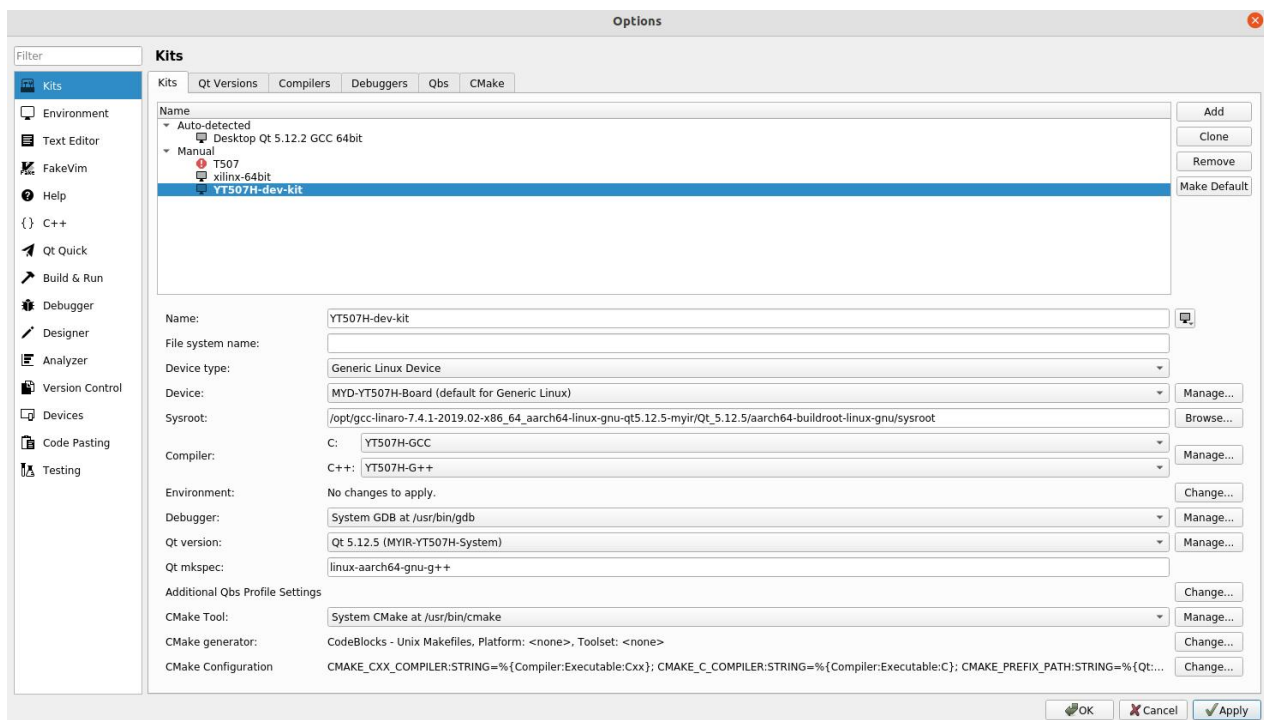 Options
Filter
Kits
Environment
Text Editor
FakeVim
Help
{} C++
Qt Quick
Build & Run
Debugger
Designer
Analyzer
Version Control
Devices
Code Pasting
Testing
Kits
Kits Qt Versions Compilers Debuggers Qbs CMake
Name
Auto-detected
Desktop Qt 5.12.2 GCC 64bit
Manual
T507
xilinx-64bit
YT507H-dev-kit
Add
Clone
Remove
Make Default
Name: YT507H-dev-kit
File system name:
Device type: Generic Linux Device
Device: MYD-YT507H-Board (default for Generic Linux) Manage...
Sysroot: /opt/gcc-linaro-7.4.1-2019.02-x86_64_aarch64-linux-gnu-qt5.12.5-myir/Qt_5.12.5/aarch64-buildroot-linux-gnu/sysroot Browse...
Compiler: C: YT507H-GCC Manage...
C++: YT507H-G++
Environment: No changes to apply. Change...
Debugger: System GDB at /usr/bin/gdb Manage...
Qt version: Qt 5.12.5 (MYIR-YT507H-System) Manage...
Qt mkspec: linux-aarch64-gnu-g++
Additional Qbs Profile Settings Change...
CMake Tool: System CMake at /usr/bin/cmake Manage...
CMake generator: CodeBlocks - Unix Makefiles, Platform: <none>, Toolset: <none> Change...
CMake Configuration CMAKE_CXX_COMPILER:STRING=%{Compiler:Executable:Cxx}; CMAKE_C_COMPILER:STRING=%{Compiler:Executable:C}; CMAKE_PREFIX_PATH:STRING=%{Qt:... Change...
OK Cancel Apply